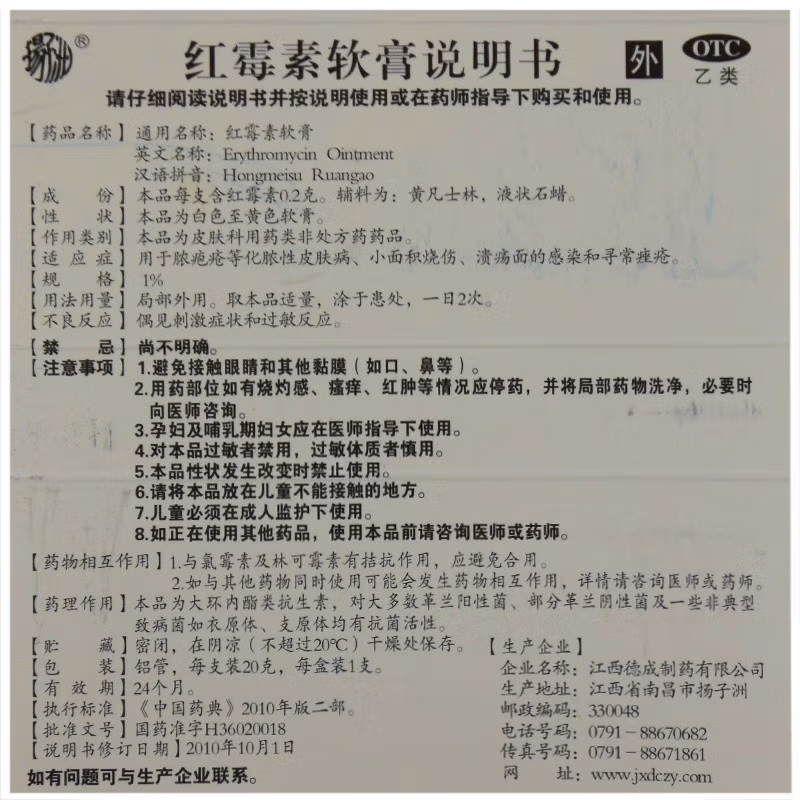 扬子洲®
红霉素软膏说明书
外
OTC
乙类
请仔细阅读说明书并按说明使用或在药师指导下购买和使用。
【药品名称】通用名称：红霉素软膏
英文名称：Erythromycin Ointment
汉语拼音：Hongmeisu Ruangao
【成份】本品每支含红霉素0.2克。辅料为：黄凡士林，液状石蜡。
【性状】本品为白色至黄色软膏。
【作用类别】本品为皮肤科用药类非处方药药品。
【适应症】用于脓疱疮等化脓性皮肤病、小面积烧伤、溃疡面的感染和寻常痤疮。
【规格】1%
【用法用量】局部外用。取本品适量，涂于患处，一日2次。
【不良反应】偶见刺激症状和过敏反应。
【禁忌】尚不明确。
【注意事项】1.避免接触眼睛和其他黏膜（如口、鼻等）。
2.用药部位如有烧灼感、瘙痒、红肿等情况应停药，并将局部药物洗净，必要时
向医师咨询。
3.孕妇及哺乳期妇女应在医师指导下使用。
4.对本品过敏者禁用，过敏体质者慎用。
5.本品性状发生改变时禁止使用。
6.请将本品放在儿童不能接触的地方。
7.儿童必须在成人监护下使用。
8.如正在使用其他药品，使用本品前请咨询医师或药师。
【药物相互作用】1.与氯霉素及林可霉素有拮抗作用，应避免合用。
2.如与其他药物同时使用可能会发生药物相互作用，详情请咨询医师或药师。
【药理作用】本品为大环内酯类抗生素，对大多数革兰阳性菌、部分革兰阴性菌及一些非典型
致病菌如衣原体、支原体均有抗菌活性。
【贮藏】密闭，在阴凉（不超过20℃）干燥处保存。
【包装】铝管，每支装20克，每盒装1支。
【有效期】24个月。
【执行标准】《中国药典》2010年版二部。
【批准文号】国药准字H36020018
【说明书修订日期】2010年10月1日
如有问题可与生产企业联系。
【生产企业】
企业名称：江西德成制药有限公司
生产地址：江西省南昌市扬子洲
邮政编码：330048
电话号码：0791-88670682
传真号码：0791-88671861
网址：www.jxdczy.com